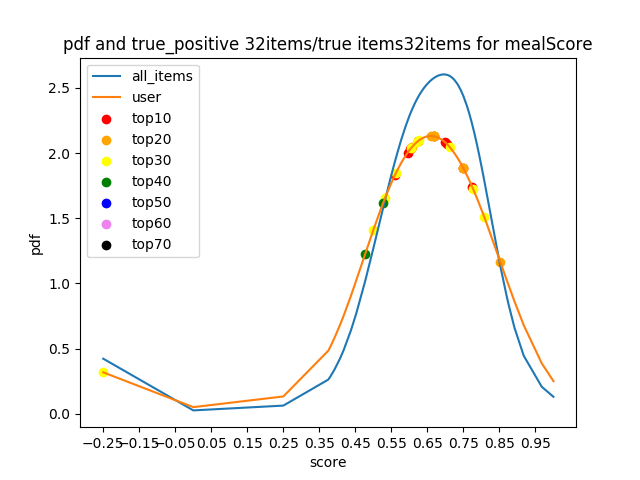 pdf and true_positive 32items/true items32items for mealScore
all_items
user
top10
top20
top30
top40
top50
top60
top70
pdf
2.5
2.0
1.5
1.0
0.5
0.0
−0.25 −0.15 −0.05 0.05 0.15 0.25 0.35 0.45 0.55 0.65 0.75 0.85 0.95
score